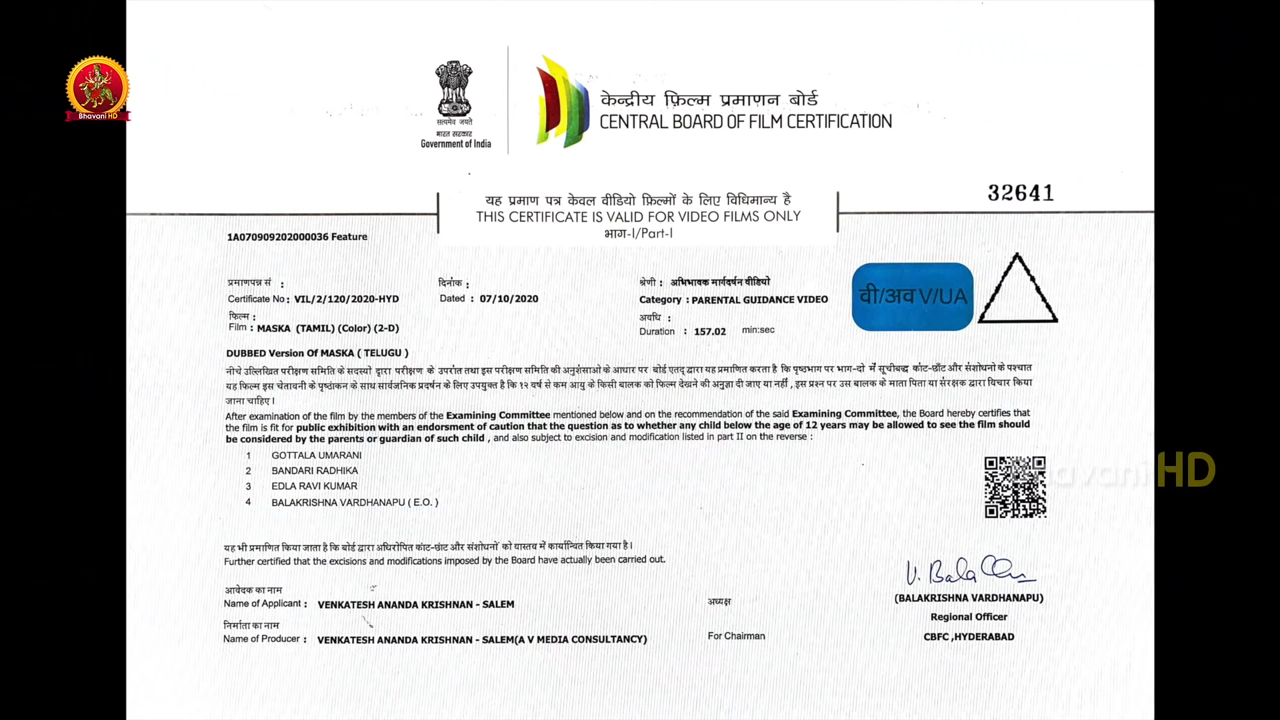 Bhavani HD
सत्यमेव जयते
भारत सरकार
Government of India
केन्द्रीय फ़िल्म प्रमाणन बोर्ड
CENTRAL BOARD OF FILM CERTIFICATION
32641
यह प्रमाण पत्र केवल वीडियो फ़िल्मों के लिए विधिमान्य है
THIS CERTIFICATE IS VALID FOR VIDEO FILMS ONLY
भाग-I/Part-I
1A070909202000036 Feature
प्रमाणपत्र सं :
दिनांक :
श्रेणी : अभिभावक मार्गदर्षन वीडियो
वी/अव V/UA
Certificate No : VIL/2/120/2020-HYD
Dated : 07/10/2020
Category : PARENTAL GUIDANCE VIDEO
फिल्म :
अवधि :
Film : MASKA (TAMIL) (Color) (2-D)
Duration : 157.02 min:sec
DUBBED Version Of MASKA ( TELUGU )
नीचे उल्लिखित परीक्षण समिति के सदस्यों द्वारा परीक्षण के उपरांत तथा इस परीक्षण समिति की अनुशंसाओ के आधार पर बोर्ड एतद् द्वारा यह प्रमाणित करता है कि पृष्ठभाग पर भाग-दो में सूचीबद्ध कांट-छाँट और संशोधनो के पश्चात
यह फिल्म इस चेतावनी के पृष्ठांकन के साथ सार्वजनिक प्रदर्षन के लिए उपयुक्त है कि १२ वर्ष से कम आयु के किसी बालक को फिल्म देखने की अनुज्ञा दी जाए या नहीं , इस प्रश्न पर उस बालक के माता पिता या संरक्षक द्वारा विचार किया
जाना चाहिए ।
After examination of the film by the members of the Examining Committee mentioned below and on the recommendation of the said Examining Committee, the Board hereby certifies that
the film is fit for public exhibition with an endorsment of caution that the question as to whether any child below the age of 12 years may be allowed to see the film should
be considered by the parents or guardian of such child , and also subject to excision and modification listed in part II on the reverse :
1 GOTTALA UMARANI
2 BANDARI RADHIKA
3 EDLA RAVI KUMAR
4 BALAKRISHNA VARDHANAPU ( E.O. )
Bhavani HD
यह भी प्रमाणित किया जाता है कि बोर्ड द्वारा अधिरोपित कांट-छांट और संशोधनों को वास्तव में कार्यान्वित किया गया है ।
Further certified that the excisions and modifications imposed by the Board have actually been carried out.
आवेदक का नाम
Name of Applicant : VENKATESH ANANDA KRISHNAN - SALEM
अध्यक्ष
(BALAKRISHNA VARDHANAPU)
Regional Officer
निर्माता का नाम
Name of Producer : VENKATESH ANANDA KRISHNAN - SALEM(A V MEDIA CONSULTANCY)
For Chairman
CBFC ,HYDERABAD